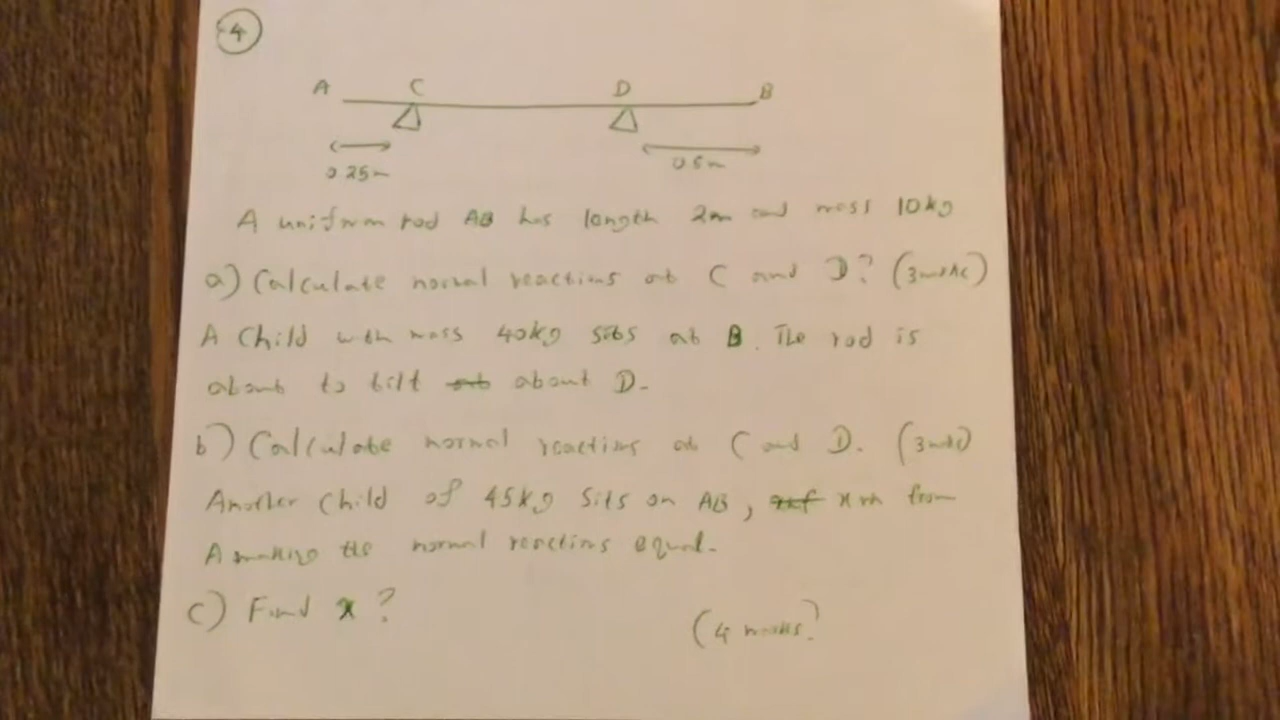 4
A C D B
0.25m 0.5m
A uniform rod AB has length 2m and mass 10kg
a) Calculate normal reactions at C and D? (3 marks)
A Child with mass 40kg sits at B. The rod is
about to tilt about D.
b) Calculate normal reactions at C and D. (3 marks)
Another Child of 45kg sits on AB, x m from
A making the normal reactions equal.
c) Find x?
(4 marks)